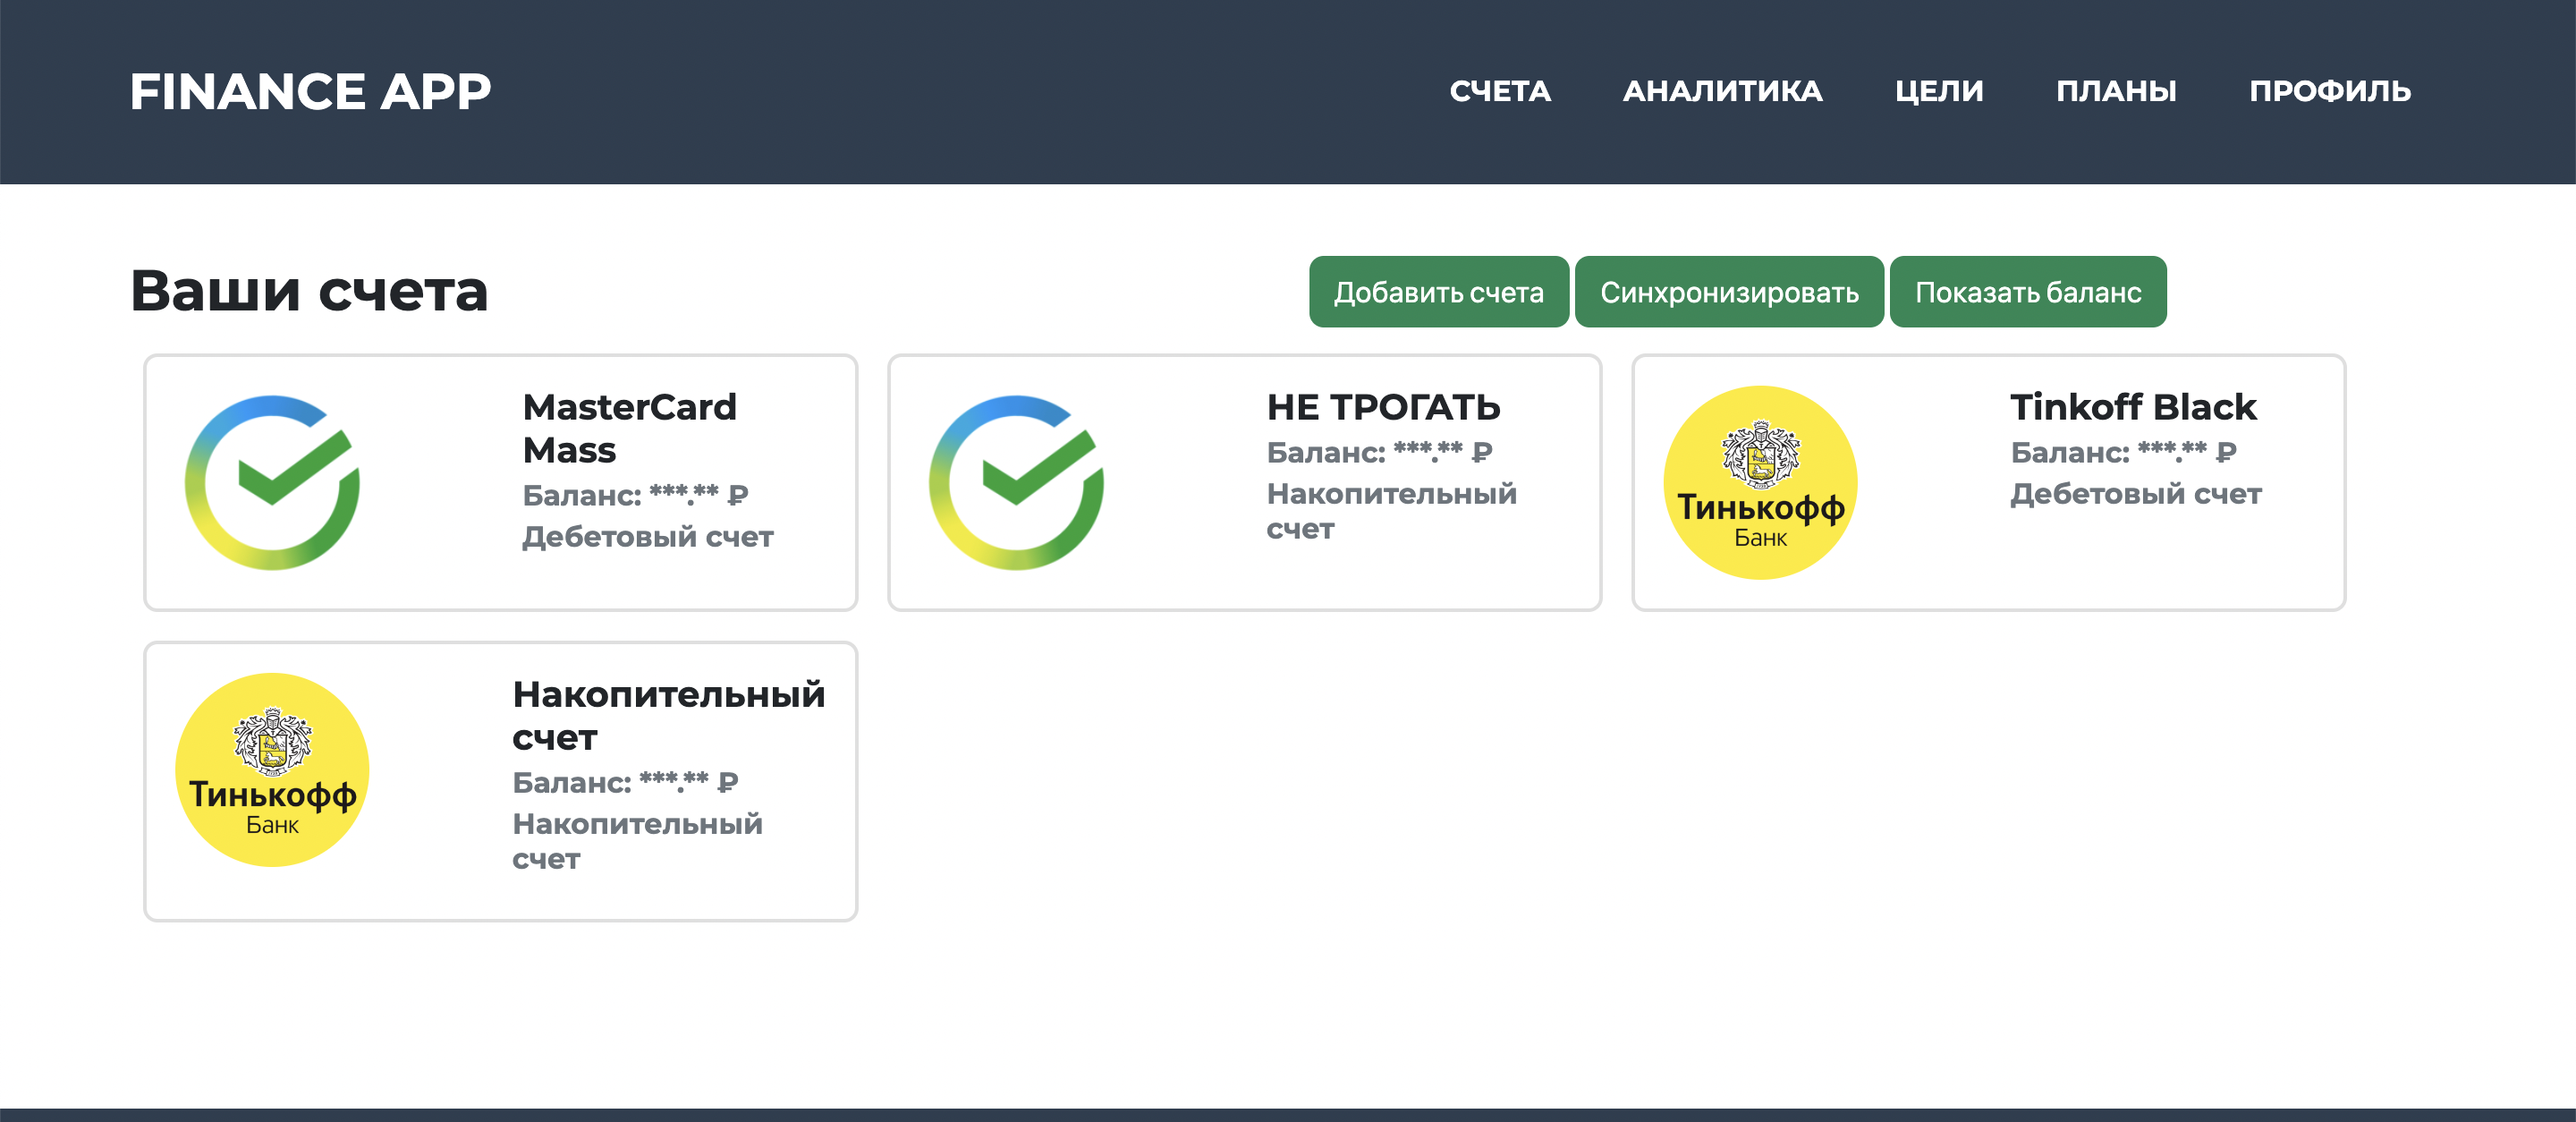 FINANCE APP
СЧЕТА АНАЛИТИКА ЦЕЛИ ПЛАНЫ ПРОФИЛЬ
Ваши счета
Добавить счета Синхронизировать Показать баланс
MasterCard
Mass
Баланс: ***.** ₽
Дебетовый счет
НЕ ТРОГАТЬ
Баланс: ***.** ₽
Накопительный
счет
Тинькофф
Банк
Tinkoff Black
Баланс: ***.** ₽
Дебетовый счет
Тинькофф
Банк
Накопительный
счет
Баланс: ***.** ₽
Накопительный
счет